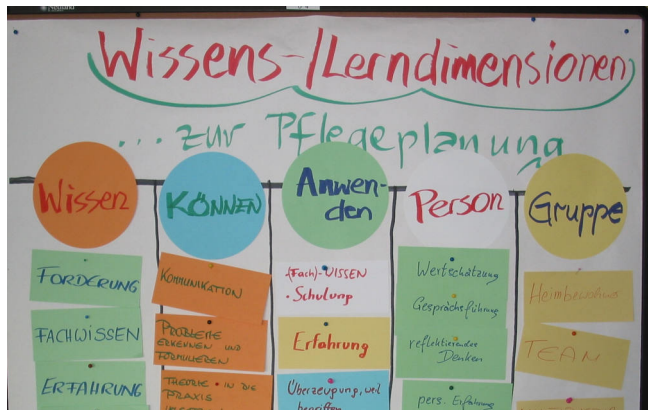 Wissens-/Lerndimensionen
... zur Pflegeplanung
Wissen
KÖNNEN
Anwen-
den
Person
Gruppe
FORDERUNG
FACHWISSEN
ERFAHRUNG
KOMMUNIKATION
PROBLEME
ERKENNEN UND
FORMULIEREN
THEORIE IN DIE
PRAXIS
(Fach)-WISSEN
• Schulung
Erfahrung
Überzeugung, weil
begriffen
Wertschätzung
Gesprächsführung
reflektierendes
Denken
pers. Erfahrung
Heimbewohner
TEAM